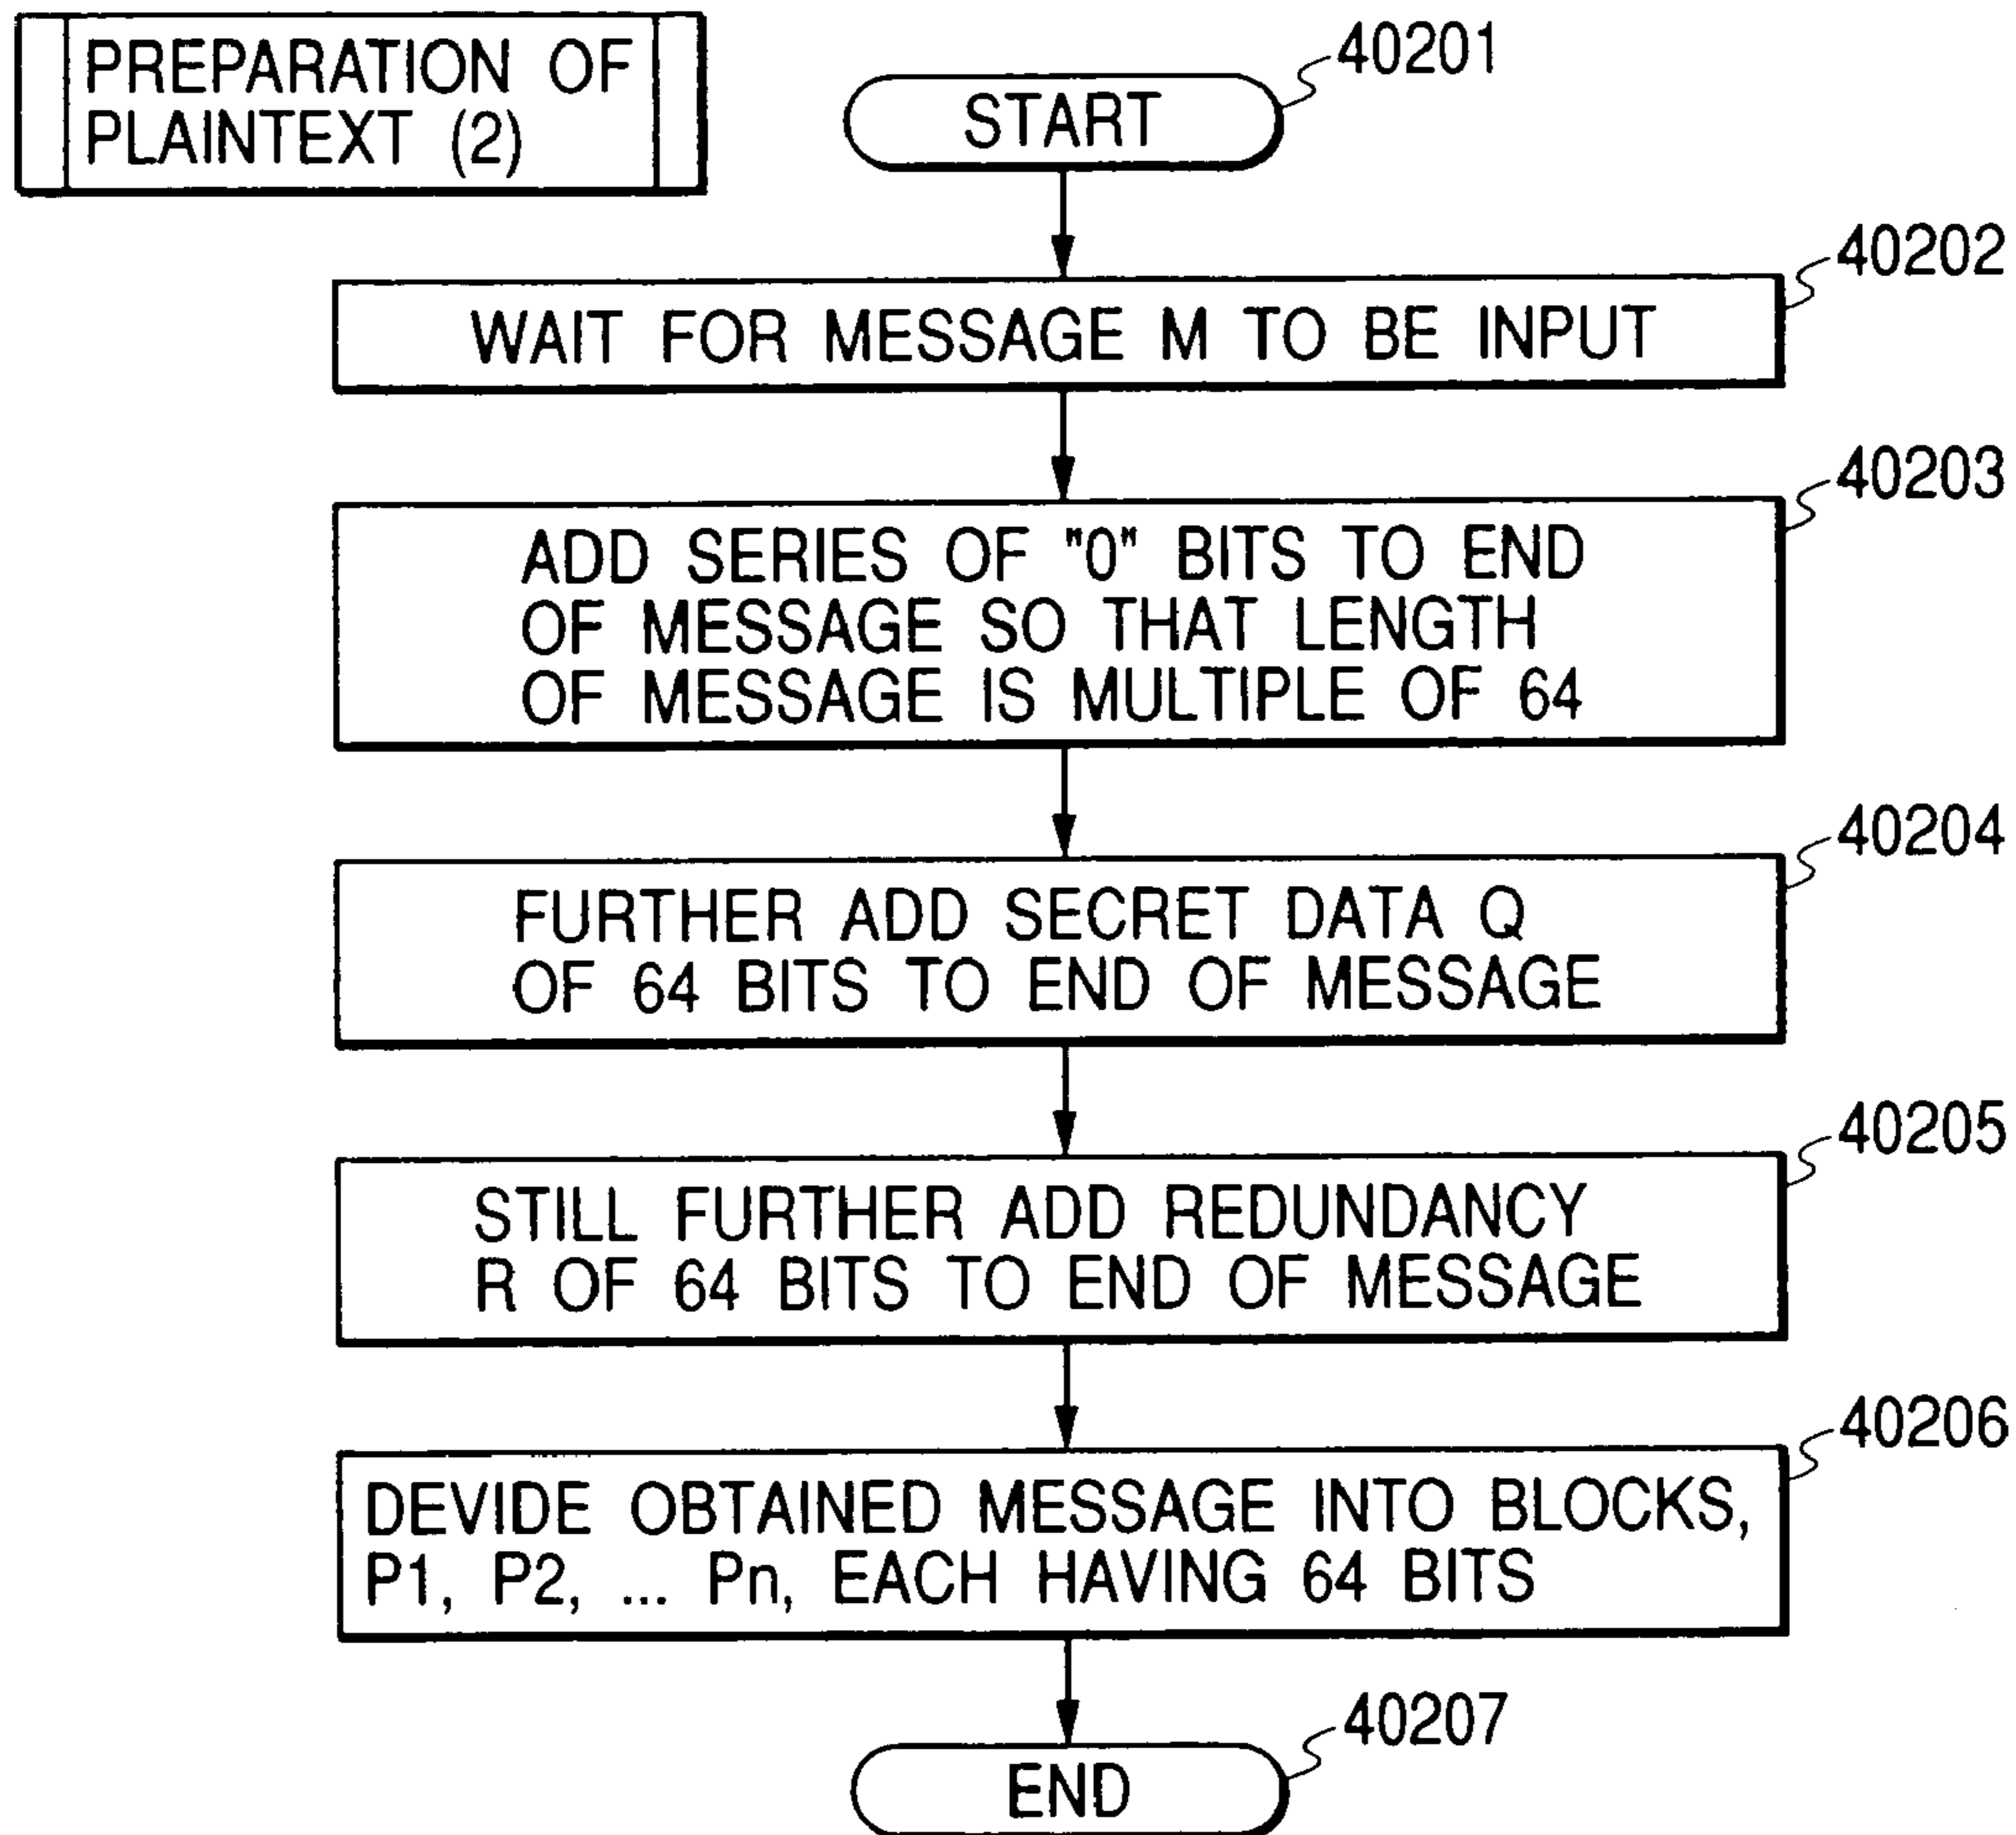 PREPARATION OF
PLAINTEXT (2)
40201
START
40202
WAIT FOR MESSAGE M TO BE INPUT
40203
ADD SERIES OF "0" BITS TO END
OF MESSAGE SO THAT LENGTH
OF MESSAGE IS MULTIPLE OF 64
40204
FURTHER ADD SECRET DATA Q
OF 64 BITS TO END OF MESSAGE
40205
STILL FURTHER ADD REDUNDANCY
R OF 64 BITS TO END OF MESSAGE
40206
DEVIDE OBTAINED MESSAGE INTO BLOCKS,
P1, P2, ... Pn, EACH HAVING 64 BITS
40207
END